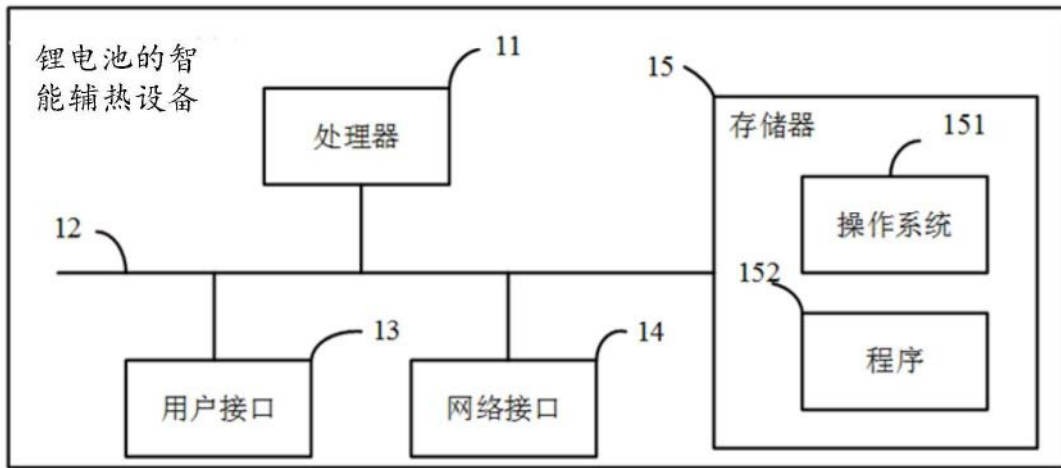 锂电池的智
能辅热设备
11
处理器
15
存储器
151
操作系统
12
152
程序
13
用户接口
14
网络接口